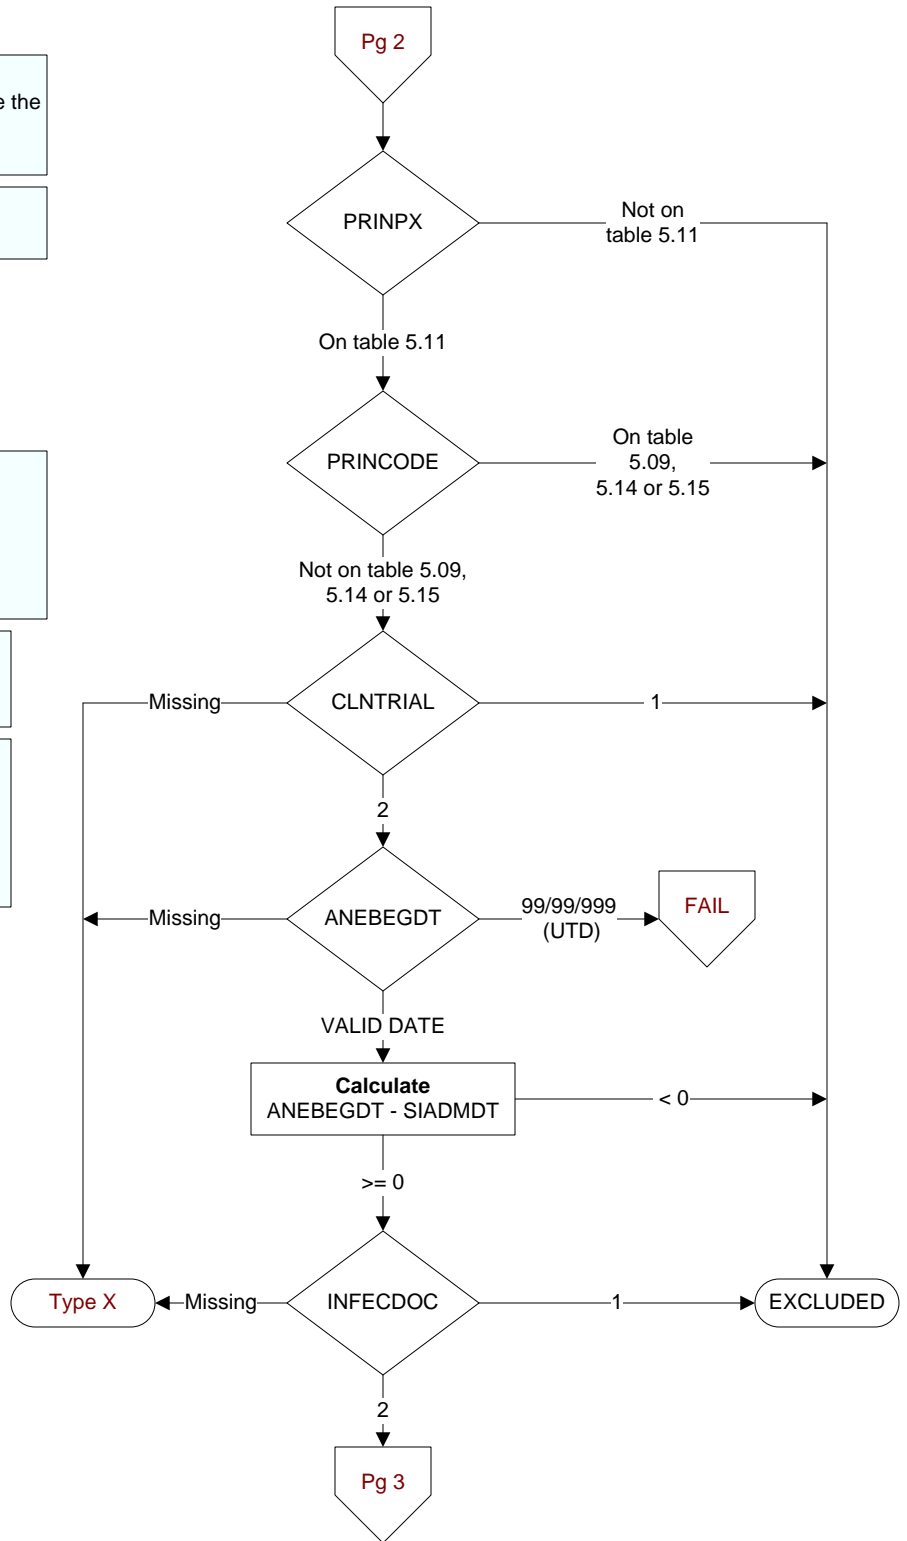 Pg 2
e the
PRINPX
Not on
table 5.11
On table 5.11
PRINCODE
On table
5.09,
5.14 or 5.15
Not on table 5.09,
5.14 or 5.15
Missing
CLNTRIAL
1
2
Missing
ANEBEGDT
99/99/999
(UTD)
FAIL
VALID DATE
Calculate
ANEBEGDT - SIADMDT
< 0
>= 0
Type X
Missing
INFECDOC
1
EXCLUDED
2
Pg 3